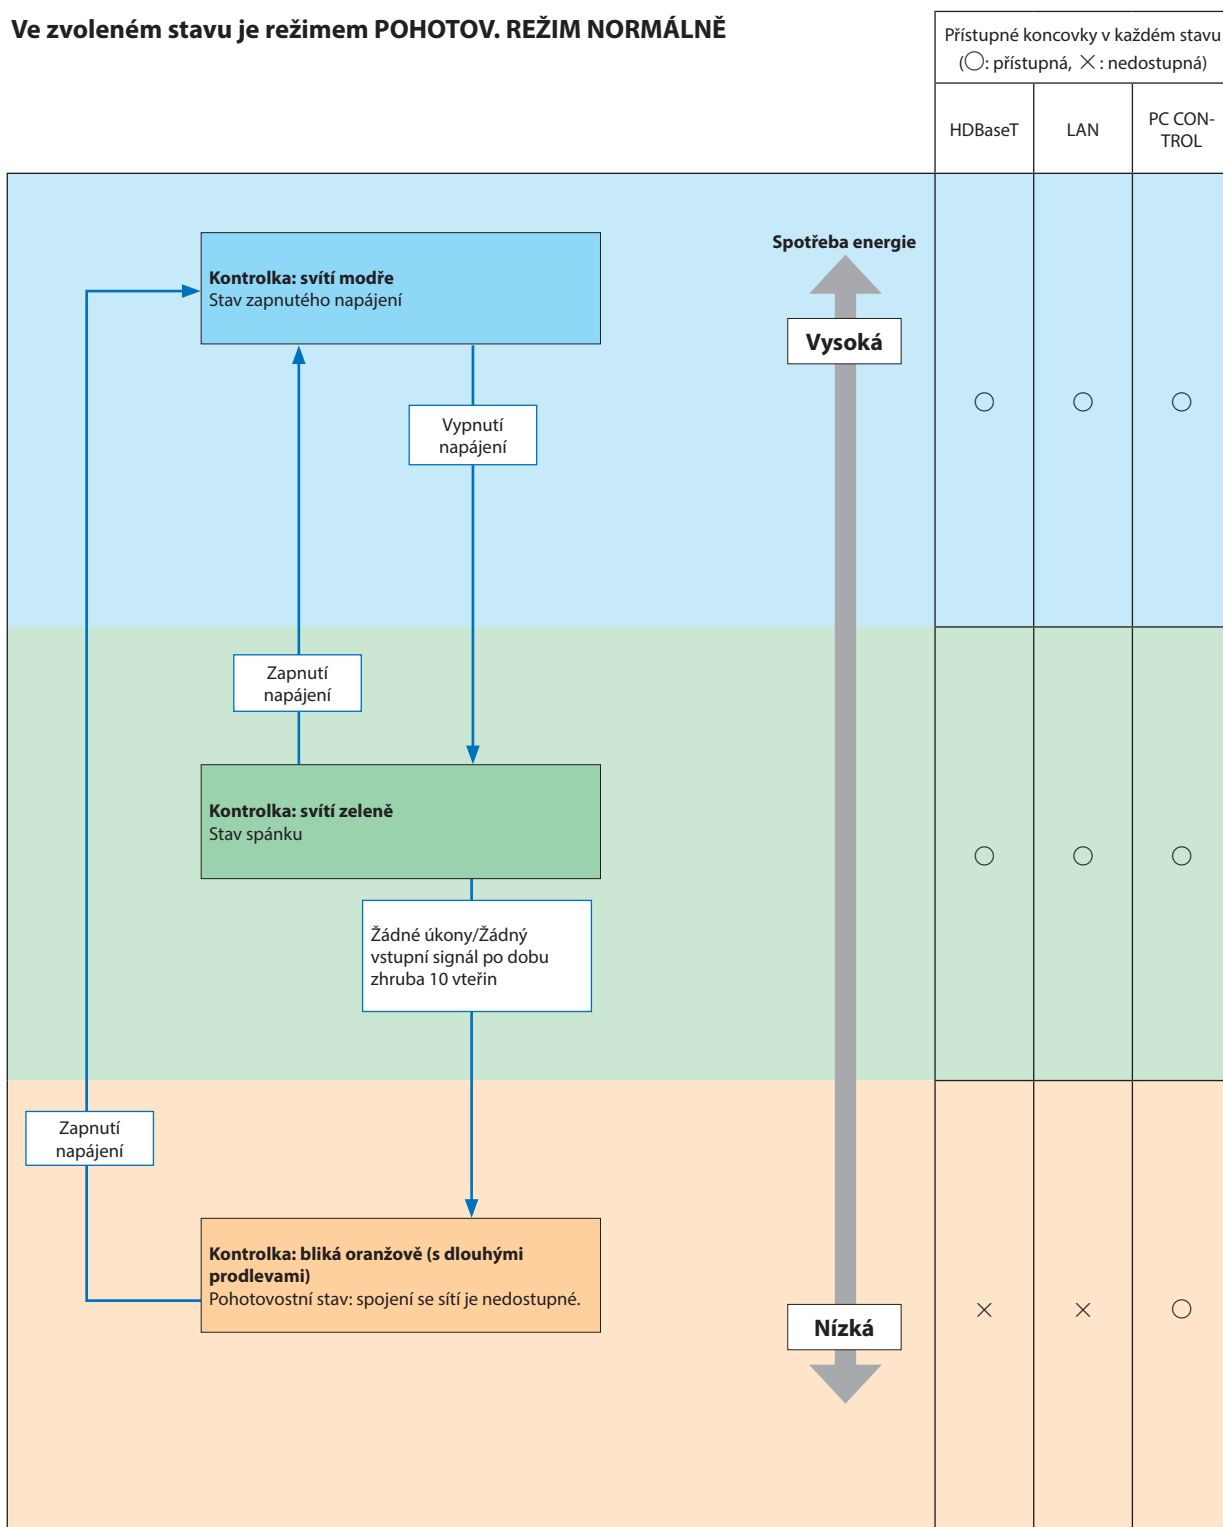 Ve zvoleném stavu je režimem POHOTOV. REŽIM NORMÁLNĚ
Přístupné koncovky v každém stavu
(○: přístupná, ×: nedostupná)
HDBaseT
LAN
PC CON-
TROL
Spotřeba energie
Kontrolka: svítí modře
Stav zapnutého napájení
Vysoká
○ ○ ○
Vypnutí
napájení
Zapnutí
napájení
Kontrolka: svítí zeleně
Stav spánku
○ ○ ○
Žádné úkony/Žádný
vstupní signál po dobu
zhruba 10 vteřin
Zapnutí
napájení
Kontrolka: bliká oranžově (s dlouhými
prodlevami)
Pohotovostní stav: spojení se sítí je nedostupné.
Nízká
× × ○